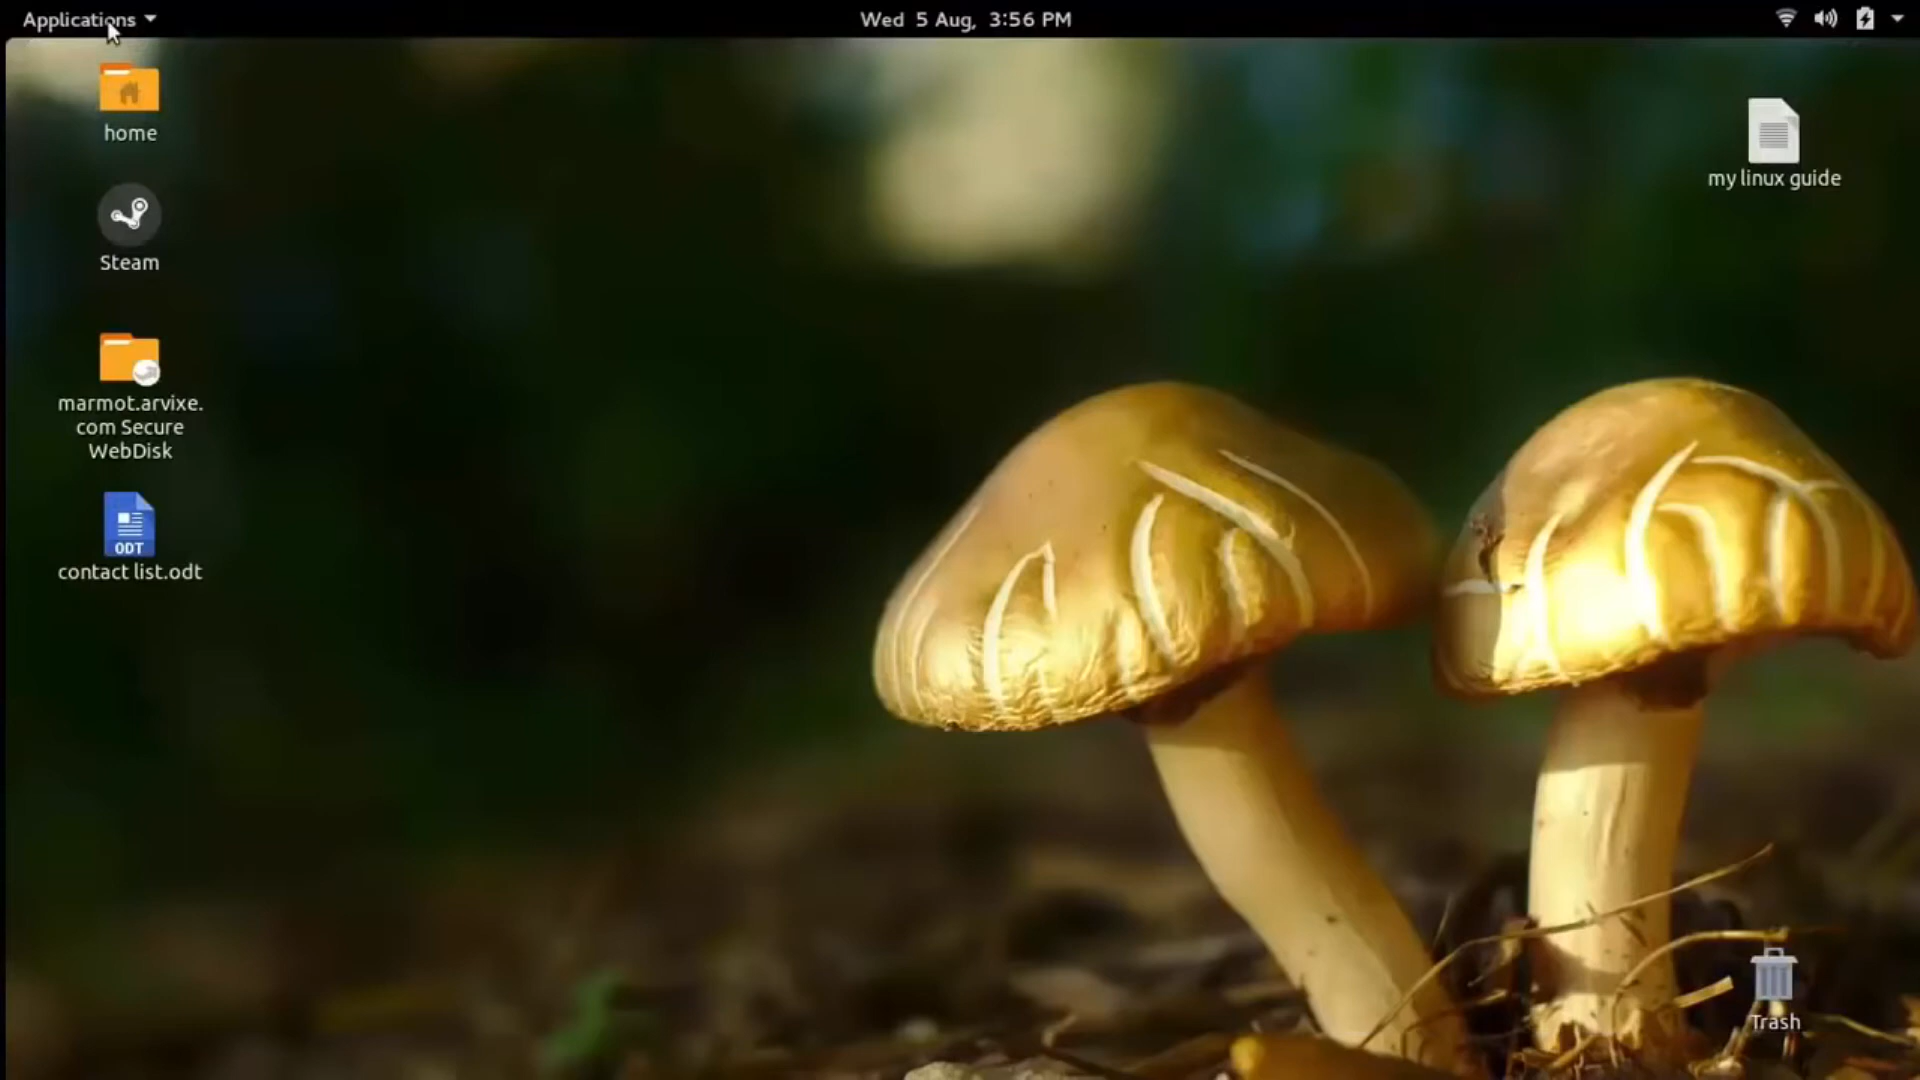 Applications
Wed 5 Aug, 3:56 PM
home
my linux guide
Steam
marmot.arvixe.
com Secure
WebDisk
ODT
contact list.odt
Trash